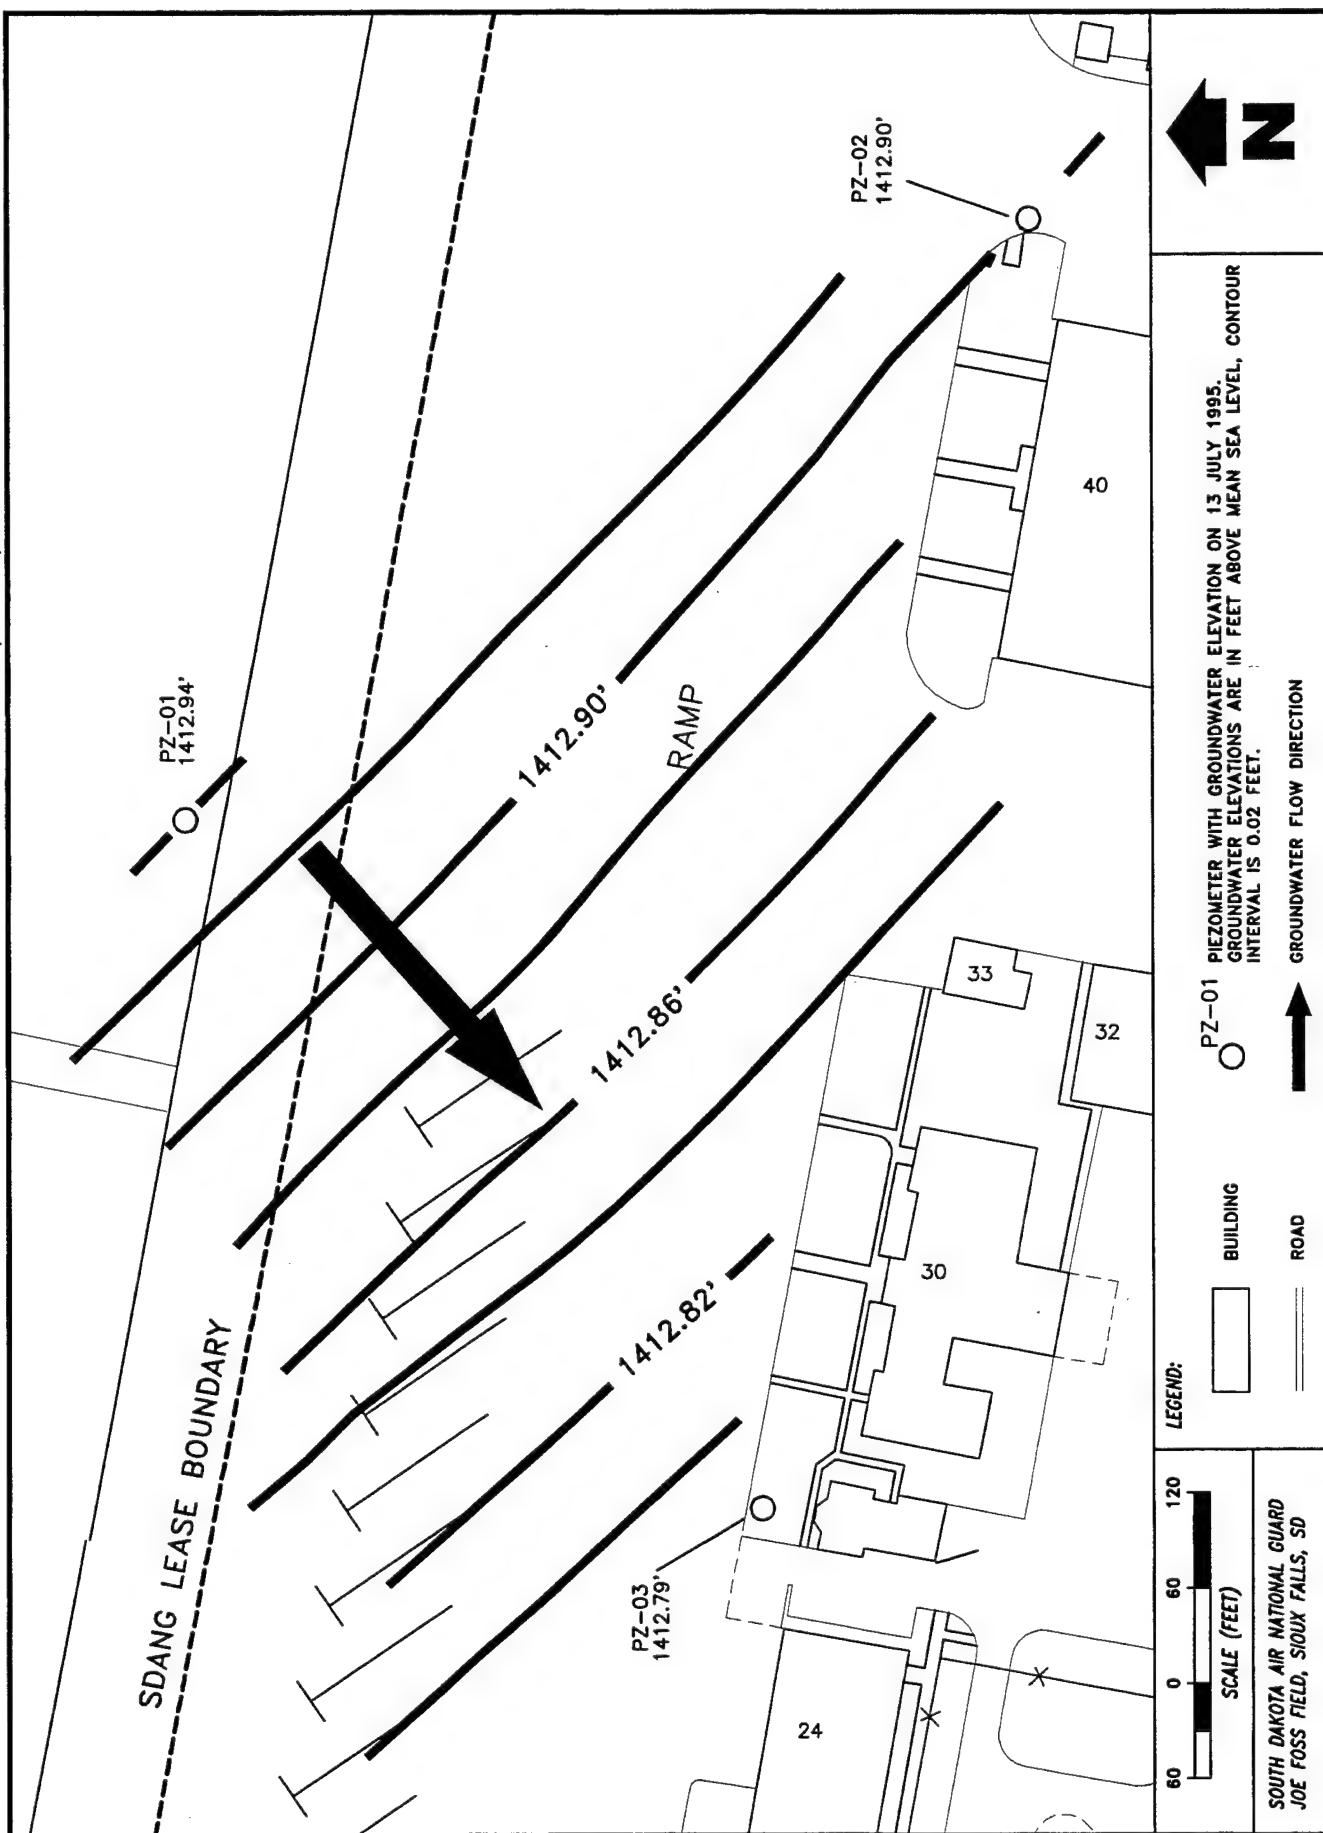 SDANG LEASE BOUNDARY
PZ-01
1412.94'
PZ-02
1412.90'
1412.90'
RAMP
1412.86'
1412.82'
PZ-03
1412.79'
24
30
33
32
40
60 0 60 120
SCALE (FEET)
SOUTH DAKOTA AIR NATIONAL GUARD
JOE FOSS FIELD, SIOUX FALLS, SD
LEGEND:
BUILDING
ROAD
PZ-01 PIEZOMETER WITH GROUNDWATER ELEVATION ON 13 JULY 1995.
GROUNDWATER ELEVATIONS ARE IN FEET ABOVE MEAN SEA LEVEL, CONTOUR
INTERVAL IS 0.02 FEET.
GROUNDWATER FLOW DIRECTION
N